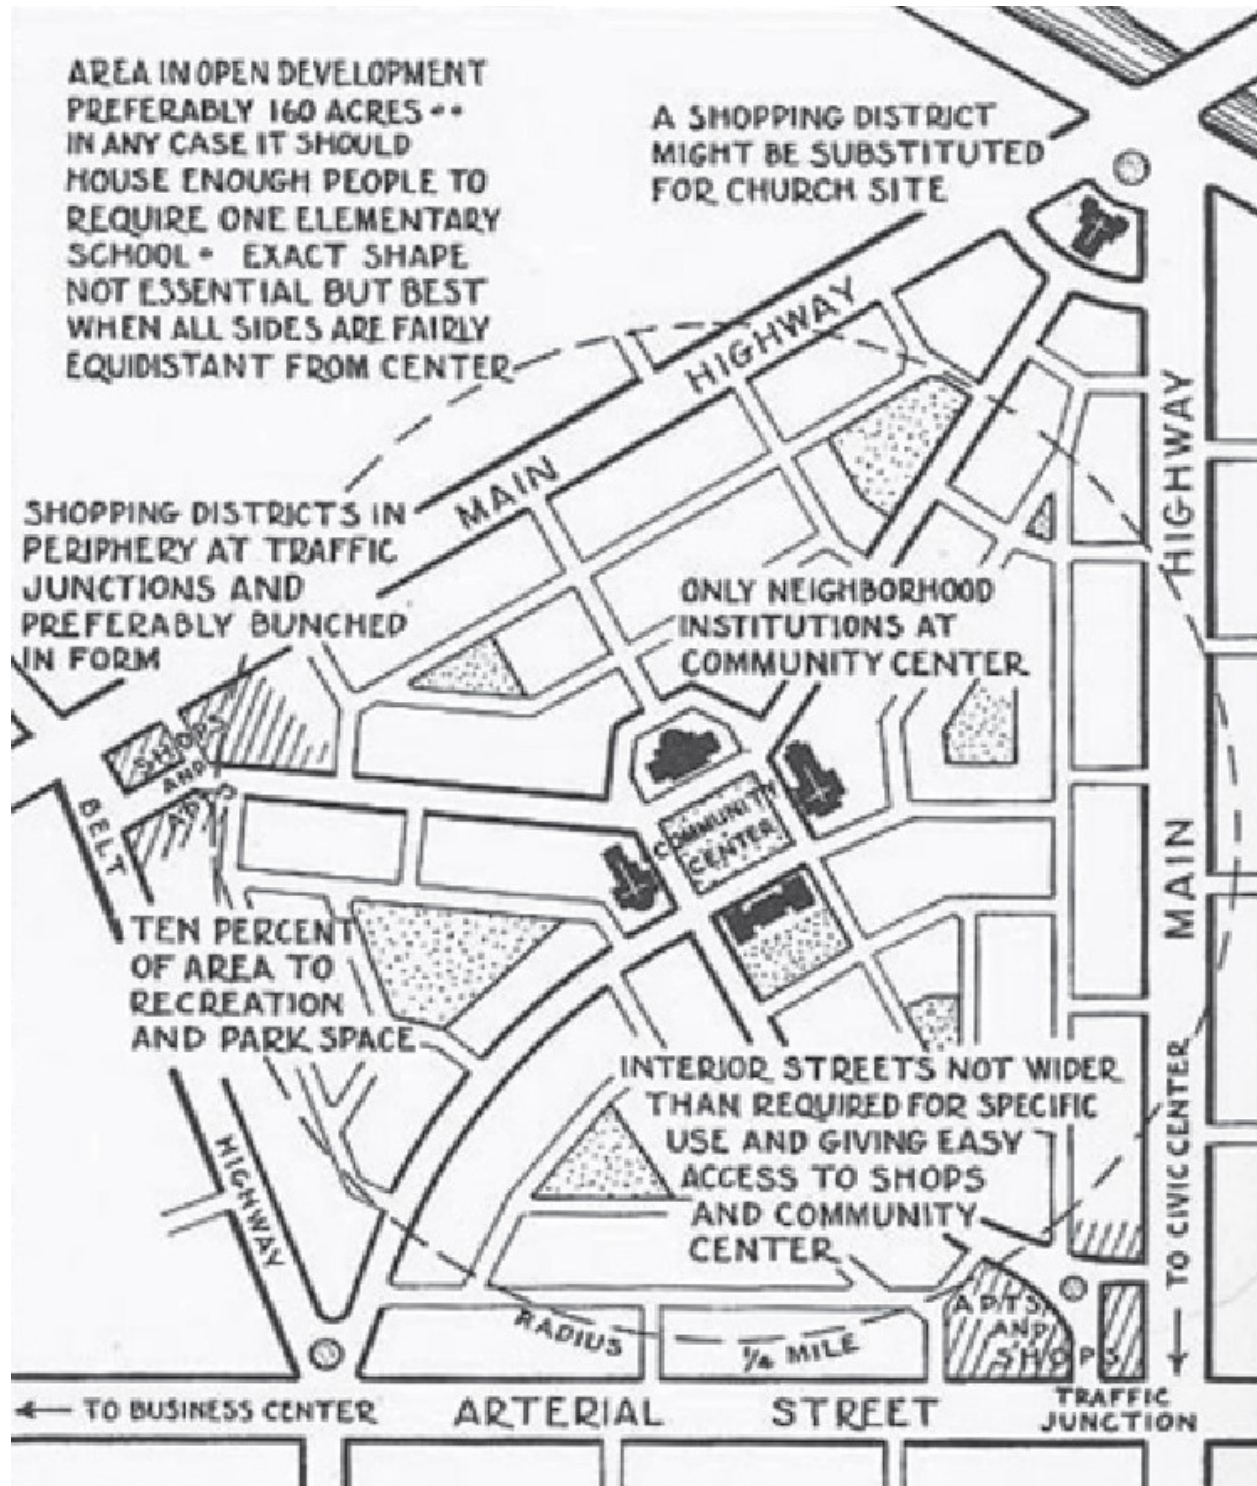 AREA IN OPEN DEVELOPMENT
PREFERABLY 160 ACRES --
IN ANY CASE IT SHOULD
HOUSE ENOUGH PEOPLE TO
REQUIRE ONE ELEMENTARY
SCHOOL - EXACT SHAPE
NOT ESSENTIAL BUT BEST
WHEN ALL SIDES ARE FAIRLY
EQUIDISTANT FROM CENTER
A SHOPPING DISTRICT
MIGHT BE SUBSTITUTED
FOR CHURCH SITE
MAIN HIGHWAY
SHOPPING DISTRICTS IN
PERIPHERY AT TRAFFIC
JUNCTIONS AND
PREFERABLY BUNCHED
IN FORM
ONLY NEIGHBORHOOD
INSTITUTIONS AT
COMMUNITY CENTER
MAIN HIGHWAY
SHOPS
AND
APTS
BELT HIGHWAY
COMMUNITY
CENTER
TEN PERCENT
OF AREA TO
RECREATION
AND PARK SPACE
INTERIOR STREETS NOT WIDER
THAN REQUIRED FOR SPECIFIC
USE AND GIVING EASY
ACCESS TO SHOPS
AND COMMUNITY
CENTER
TO CIVIC CENTER
APTS.
AND
SHOPS
RADIUS 1/4 MILE
TRAFFIC
JUNCTION
TO BUSINESS CENTER
ARTERIAL STREET